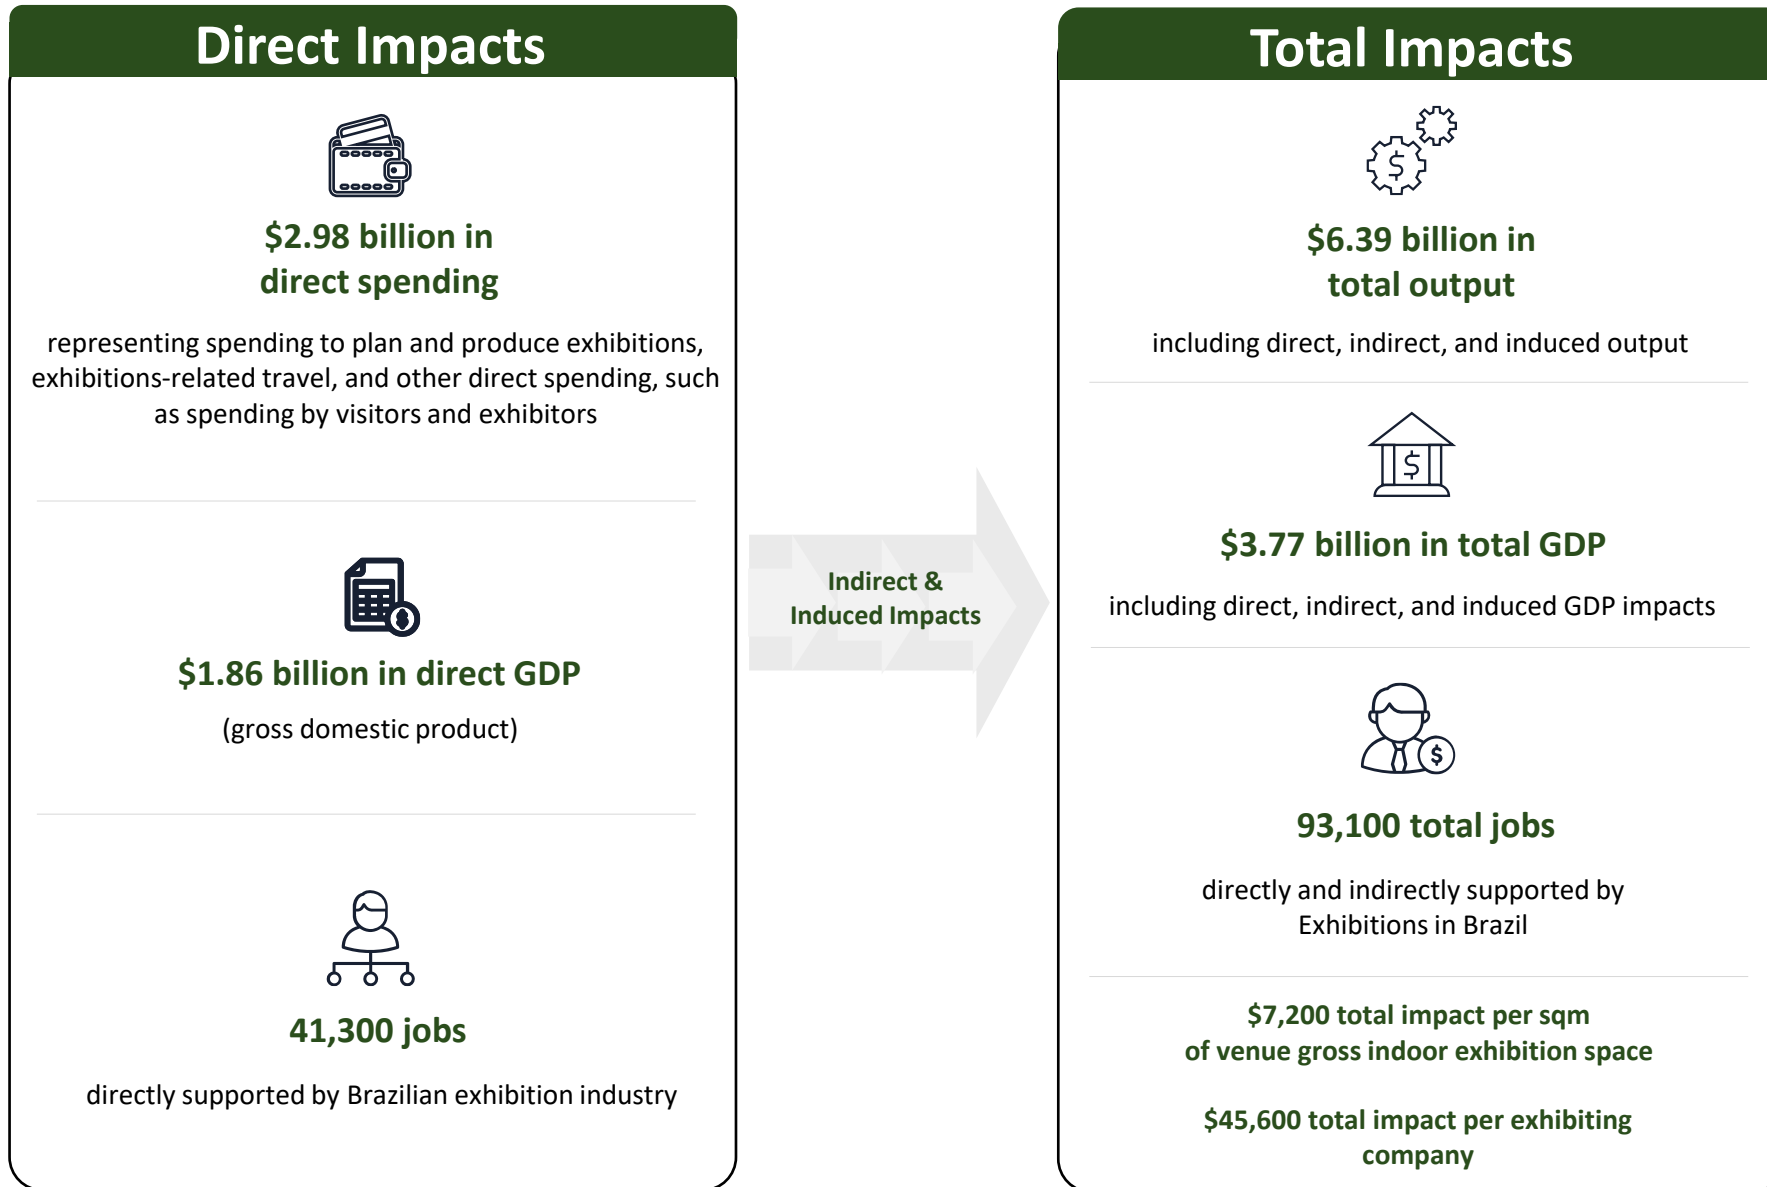 Direct Impacts
$2.98 billion in
direct spending
representing spending to plan and produce exhibitions,
exhibitions-related travel, and other direct spending, such
as spending by visitors and exhibitors
$1.86 billion in direct GDP
(gross domestic product)
41,300 jobs
directly supported by Brazilian exhibition industry
Indirect &
Induced Impacts
Total Impacts
$
$6.39 billion in
total output
including direct, indirect, and induced output
$
$3.77 billion in total GDP
including direct, indirect, and induced GDP impacts
$
93,100 total jobs
directly and indirectly supported by
Exhibitions in Brazil
$7,200 total impact per sqm
of venue gross indoor exhibition space
$45,600 total impact per exhibiting
company